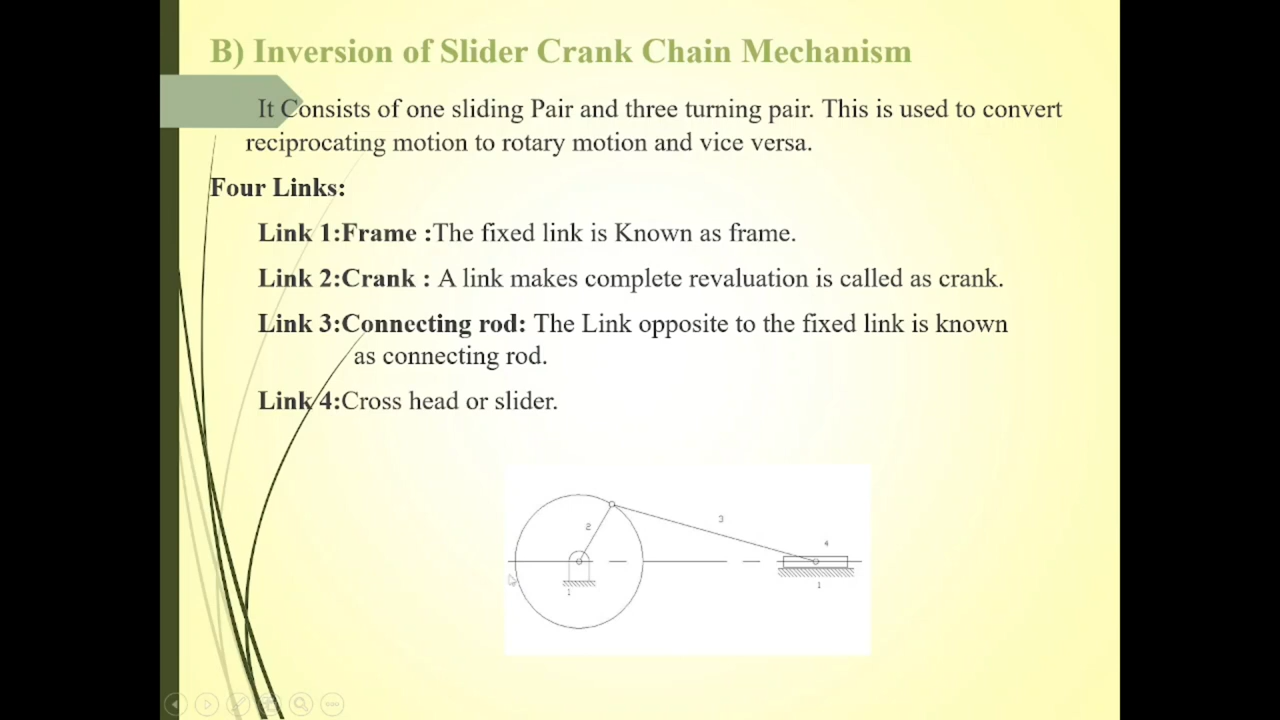 B) Inversion of Slider Crank Chain Mechanism
It Consists of one sliding Pair and three turning pair. This is used to convert
reciprocating motion to rotary motion and vice versa.
Four Links:
Link 1:Frame :The fixed link is Known as frame.
Link 2:Crank : A link makes complete revaluation is called as crank.
Link 3:Connecting rod: The Link opposite to the fixed link is known
as connecting rod.
Link 4:Cross head or slider.
2
3
4
1
1